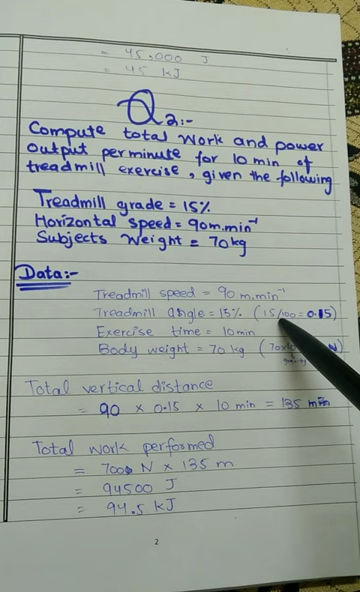 = 45.000 J
= 45 kJ
Q2:-
Compute total work and power
output per minute for 10 min of
treadmill exercise, given the following
Treadmill grade = 15%
Horizontal speed = 90m.min⁻¹
Subjects Weight = 70kg
Data:-
Treadmill speed = 90 m.min⁻¹
Treadmill angle = 15% (15/100 = 0.15)
Exercise time = 10min
Body weight = 70 kg (70x N)
Total vertical distance
= 90 x 0.15 x 10 min = 135 m
Total work performed
= 700 N x 135 m
= 94500 J
= 94.5 kJ
2